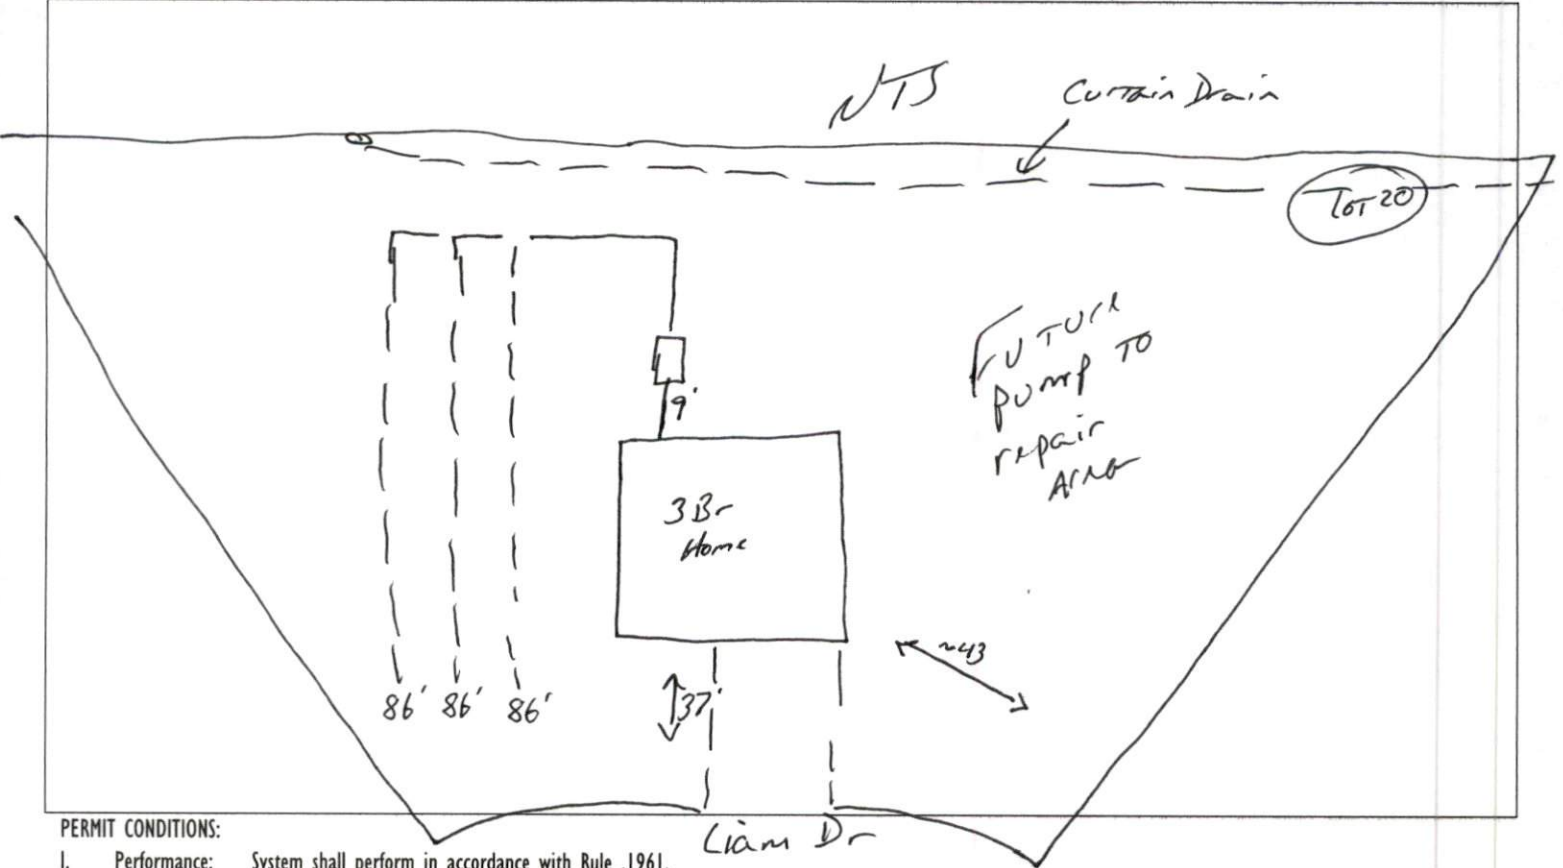 NTS
Curtain Drain
LOT 20
FUTURE
pump TO
repair
Area
9'
3 Br
Home
~43
86' 86' 86'
37'
Liam Dr
PERMIT CONDITIONS:
I. Performance: System shall perform in accordance with Rule .1961.